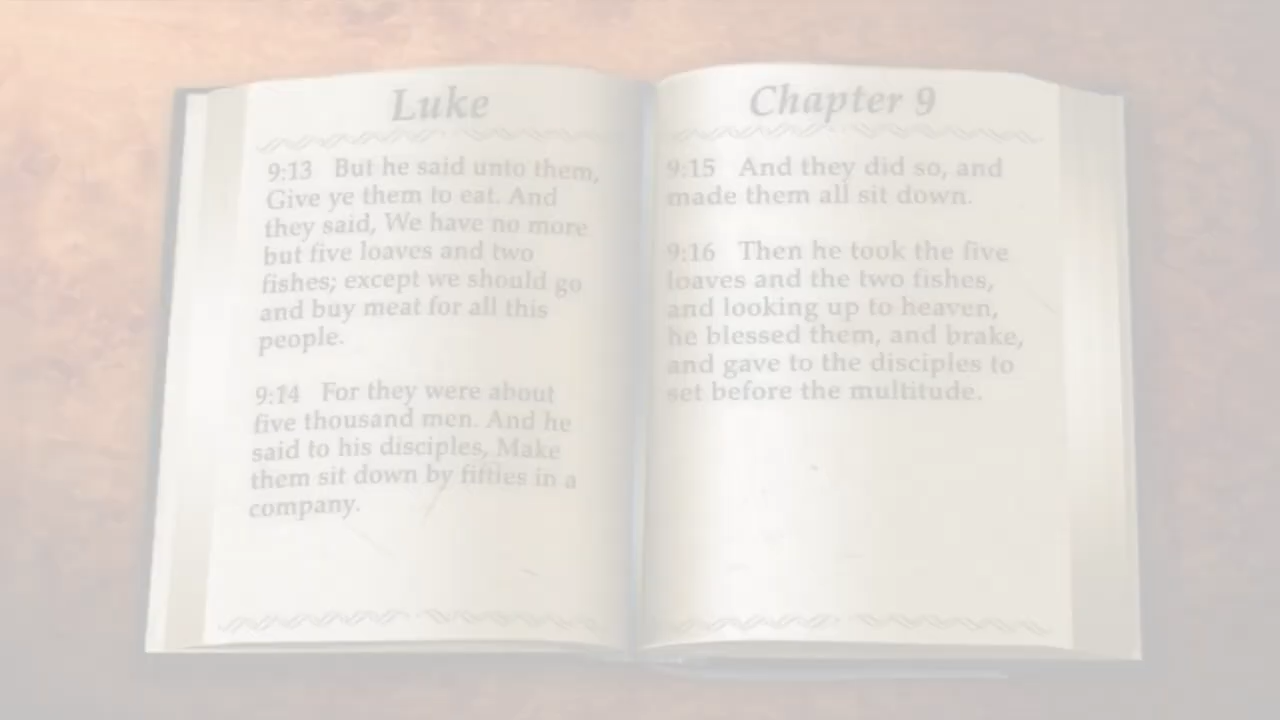 Luke
9:13 But he said unto them,
Give ye them to eat. And
they said, We have no more
but five loaves and two
fishes; except we should go
and buy meat for all this
people.
9:14 For they were about
five thousand men. And he
said to his disciples, Make
them sit down by fifties in a
company.
Chapter 9
9:15 And they did so, and
made them all sit down.
9:16 Then he took the five
loaves and the two fishes,
and looking up to heaven,
he blessed them, and brake,
and gave to the disciples to
set before the multitude.